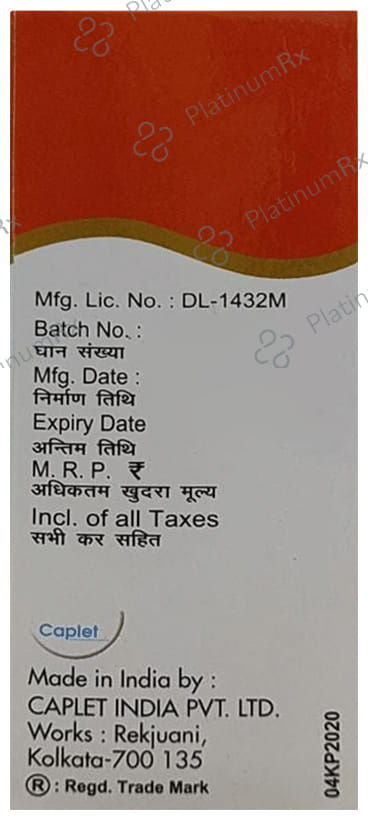 PlatinumRx
PlatinumRx
PlatinumRx
Mfg. Lic. No. : DL-1432M
Batch No. :
घान संख्या
Mfg. Date :
निर्माण तिथि
Expiry Date
अन्तिम तिथि
M. R. P. ₹
अधिकतम खुदरा मूल्य
Incl. of all Taxes
सभी कर सहित
Caplet
Made in India by :
CAPLET INDIA PVT. LTD.
Works : Rekjuani,
Kolkata-700 135
® : Regd. Trade Mark
04KP2020